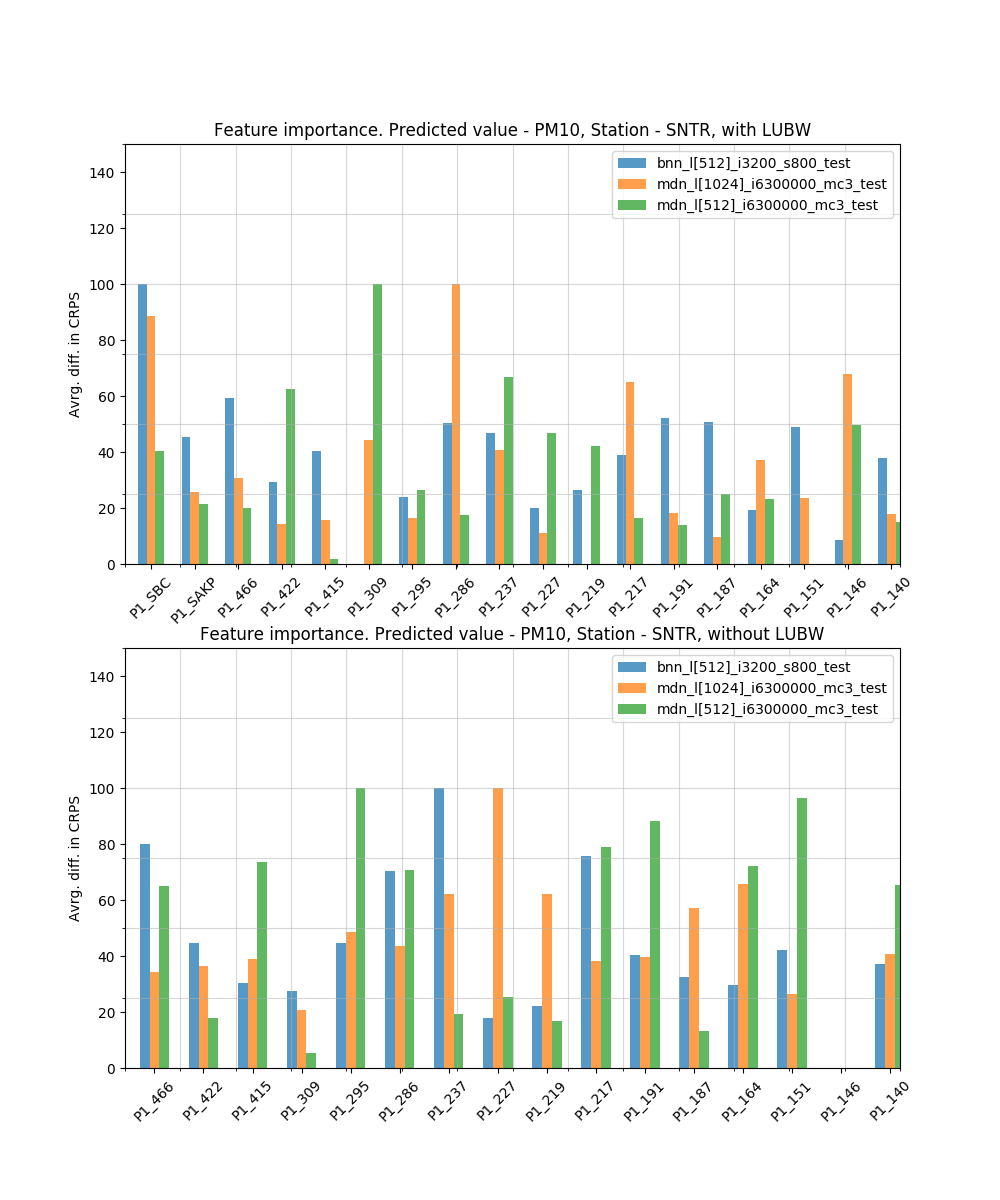 Feature importance. Predicted value - PM10, Station - SNTR, with LUBW
bnn_l[512]_i3200_s800_test
mdn_l[1024]_i6300000_mc3_test
mdn_l[512]_i6300000_mc3_test
Avrg. diff. in CRPS
140
120
100
80
60
40
20
0
P1_SBC P1_SAKP P1_466 P1_422 P1_415 P1_309 P1_295 P1_286 P1_237 P1_227 P1_219 P1_217 P1_191 P1_187 P1_164 P1_151 P1_146 P1_140
Feature importance. Predicted value - PM10, Station - SNTR, without LUBW
bnn_l[512]_i3200_s800_test
mdn_l[1024]_i6300000_mc3_test
mdn_l[512]_i6300000_mc3_test
Avrg. diff. in CRPS
140
120
100
80
60
40
20
0
P1_466 P1_422 P1_415 P1_309 P1_295 P1_286 P1_237 P1_227 P1_219 P1_217 P1_191 P1_187 P1_164 P1_151 P1_146 P1_140